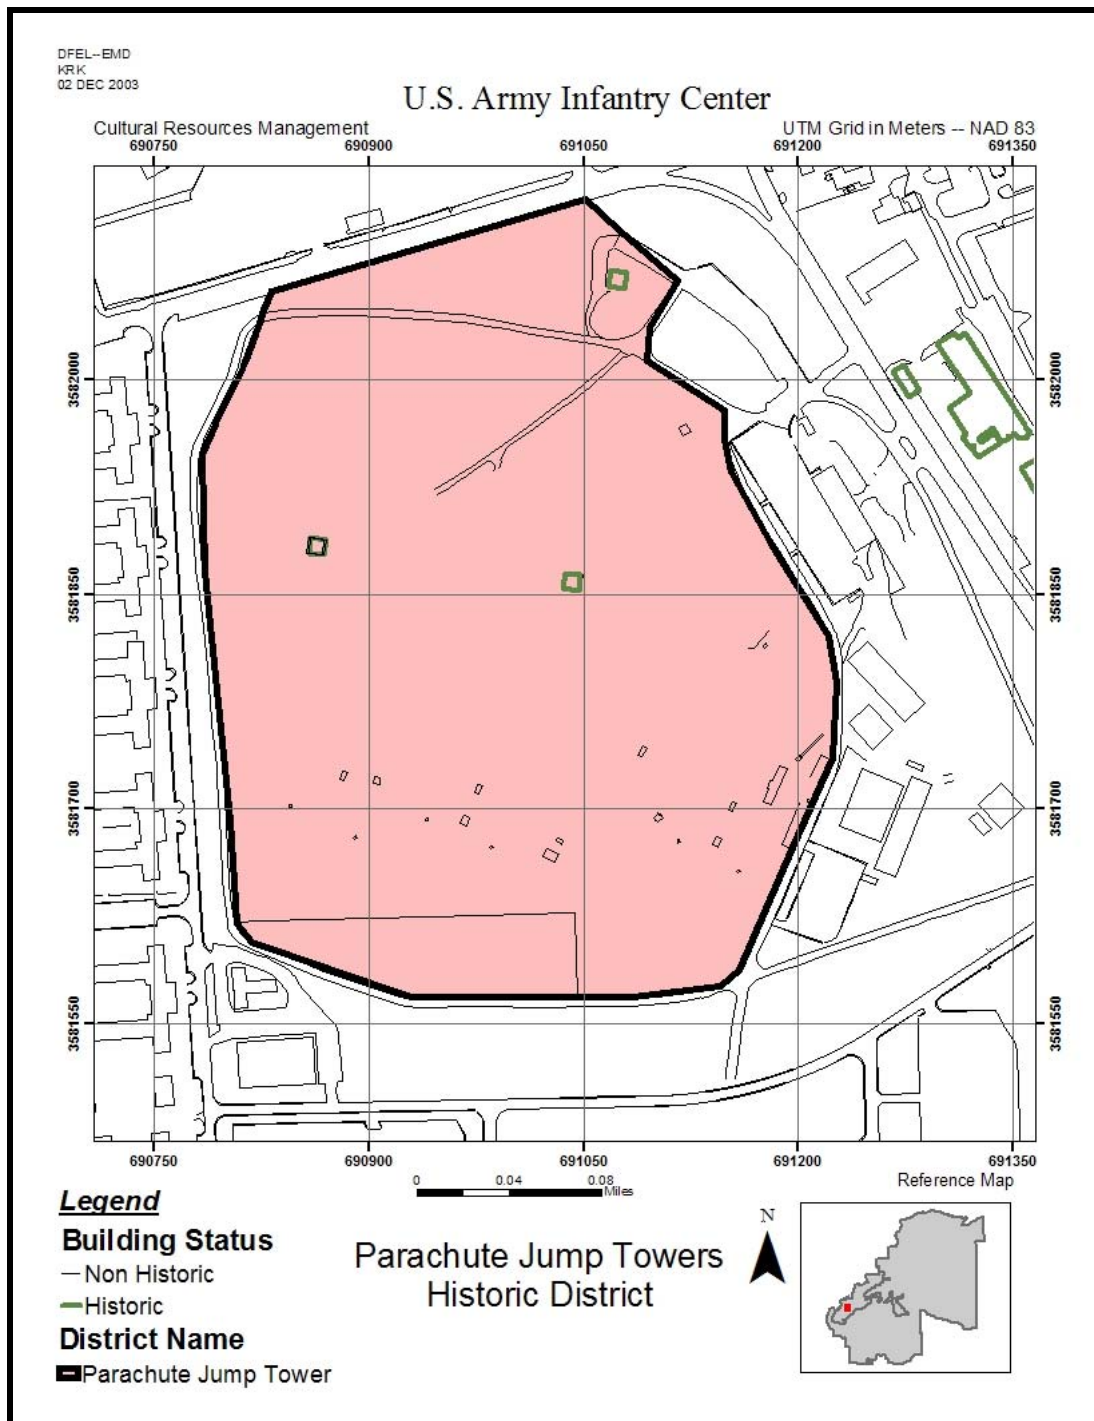 DFEL--EMD
KRK
02 DEC 2003
U.S. Army Infantry Center
Cultural Resources Management
UTM Grid in Meters -- NAD 83
690750 690900 691050 691200 691350
3582000 3582000
3581850 3581850
3581700 3581700
3581550 3581550
690750 690900 691050 691200 691350
Reference Map
0 0.04 0.08
Miles
Legend
Building Status
Non Historic
Historic
District Name
Parachute Jump Tower
Parachute Jump Towers
Historic District
N